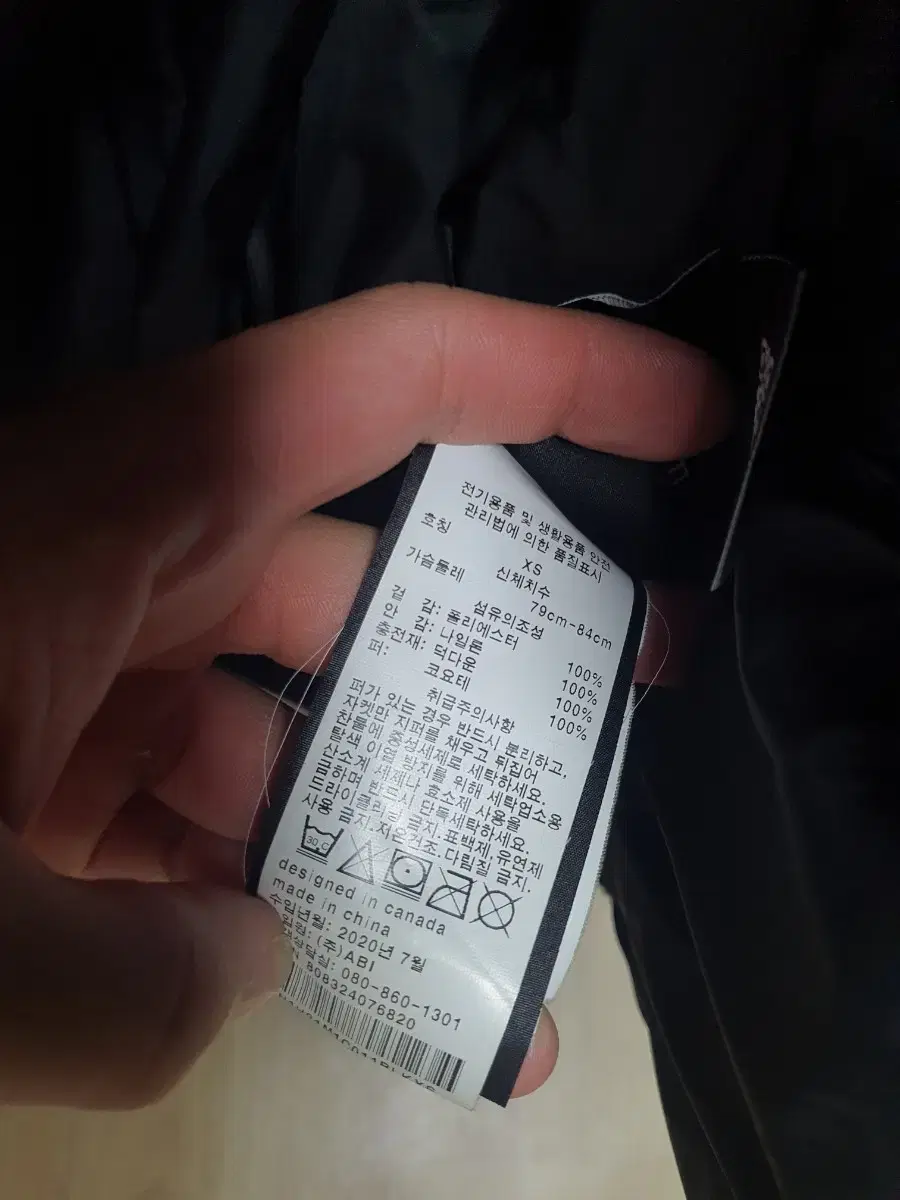 전기용품 및 생활용품 안전
관리법에 의한 품질표시
호칭 XS
신체치수
가슴둘레 79cm-84cm
섬유의조성
겉 감: 폴리에스터 100%
안 감: 나일론 100%
충전재: 덕다운 100%
퍼: 코요테 100%
취급주의사항
퍼가 있는 경우 반드시 분리하고,
자켓만 지퍼를 채우고 뒤집어
찬물에 중성세제로 세탁하세요.
탈색 이염 방지를 위해 세탁업소용
산소계 세제나 효소제 사용을
금하며 반드시 단독세탁하세요.
드라이클리닝 금지. 표백제, 유연제
사용 금지. 저온건조. 다림질 금지.
30℃
designed in canada
made in china
수입년월: 2020년 7월
(주)ABI
080-860-1301
808324076820